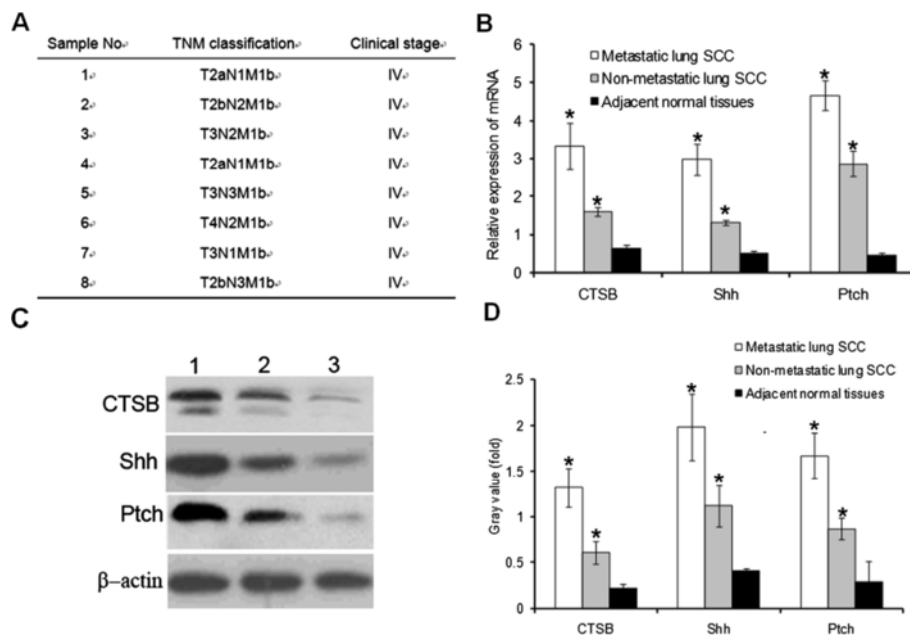 A
Sample No. TNM classification Clinical stage
1 T2aN1M1b IV
2 T2bN2M1b IV
3 T3N2M1b IV
4 T2aN1M1b IV
5 T3N3M1b IV
6 T4N2M1b IV
7 T3N1M1b IV
8 T2bN3M1b IV
B
Metastatic lung SCC
Non-metastatic lung SCC
Adjacent normal tissues
Relative expression of mRNA
6
5
4
3
2
1
0
* * * * * *
CTSB Shh Ptch
C
1 2 3
CTSB
Shh
Ptch
β–actin
D
Metastatic lung SCC
Non-metastatic lung SCC
Adjacent normal tissues
Gray value (fold)
2.5
2
1.5
1
0.5
0
* * * * * *
CTSB Shh Ptch